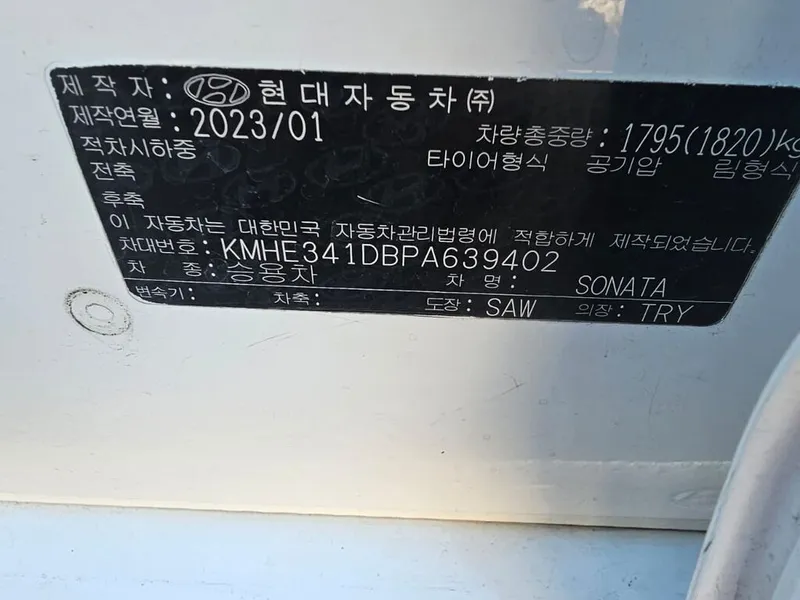 제 작 자 : 현 대 자 동 차 ㈜
제작연월 : 2023/01 차량총중량 : 1795(1820)kg
적차시하중 타이어형식 공기압 림형식
전축
후축
이 자동차는 대한민국 자동차관리법령에 적합하게 제작되었습니다.
차대번호 : KMHE341DBPA639402
차 종 : 승용차 차 명 : SONATA
변속기 : 차축 : 도장 : SAW 의장 : TRY